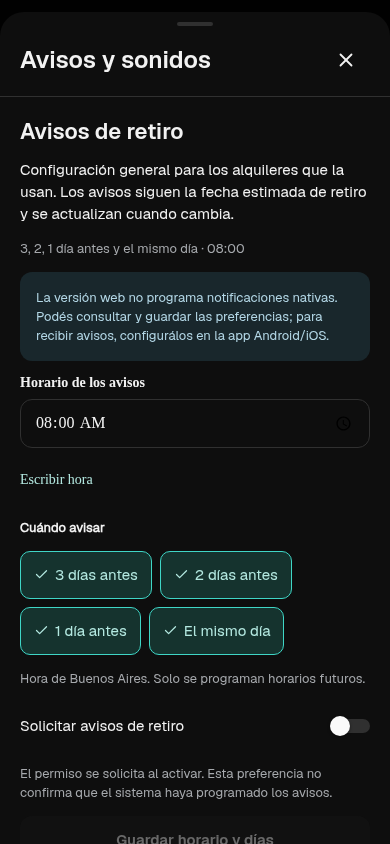 Avisos y sonidos
Avisos de retiro
Configuración general para los alquileres que la
usan. Los avisos siguen la fecha estimada de retiro
y se actualizan cuando cambia.
3, 2, 1 día antes y el mismo día · 08:00
La versión web no programa notificaciones nativas.
Podés consultar y guardar las preferencias; para
recibir avisos, configurálos en la app Android/iOS.
Horario de los avisos
08:00 AM
Escribir hora
Cuándo avisar
3 días antes
2 días antes
1 día antes
El mismo día
Hora de Buenos Aires. Solo se programan horarios futuros.
Solicitar avisos de retiro
El permiso se solicita al activar. Esta preferencia no
confirma que el sistema haya programado los avisos.
Guardar horario y días